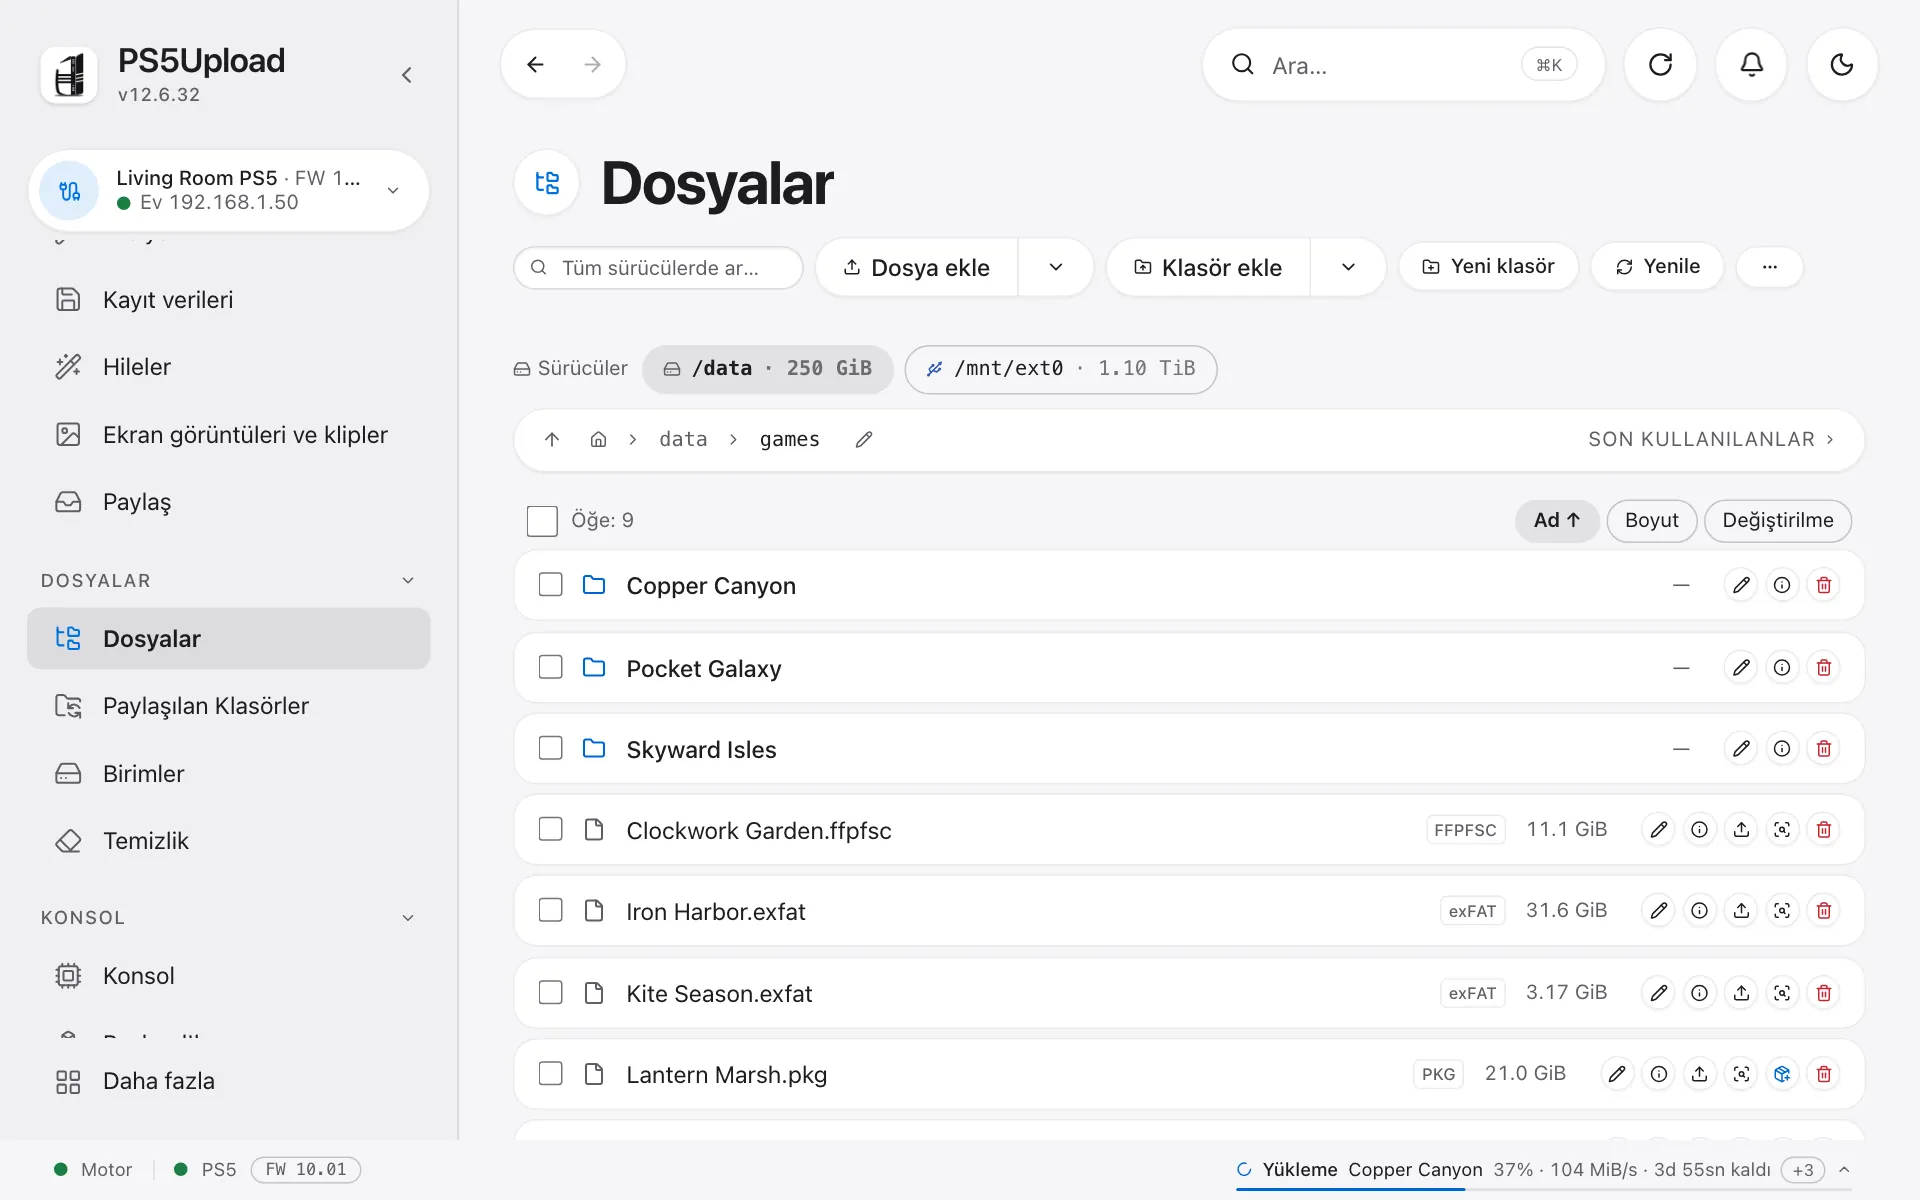 PS5Upload
v12.6.32
Living Room PS5 · FW 1...
Ev 192.168.1.50
Kayıt verileri
Hileler
Ekran görüntüleri ve klipler
Paylaş
DOSYALAR
Dosyalar
Paylaşılan Klasörler
Birimler
Temizlik
KONSOL
Konsol
Daha fazla
Ara...
⌘K
Dosyalar
Tüm sürücülerde ar...
Dosya ekle
Klasör ekle
Yeni klasör
Yenile
Sürücüler
/data · 250 GiB
/mnt/ext0 · 1.10 TiB
data
games
SON KULLANILANLAR
Öğe: 9
Ad ↑
Boyut
Değiştirilme
Copper Canyon —
Pocket Galaxy —
Skyward Isles —
Clockwork Garden.ffpfsc FFPFSC 11.1 GiB
Iron Harbor.exfat exFAT 31.6 GiB
Kite Season.exfat exFAT 3.17 GiB
Lantern Marsh.pkg PKG 21.0 GiB
Motor
PS5
FW 10.01
Yükleme Copper Canyon 37% · 104 MiB/s · 3d 55sn kaldı +3